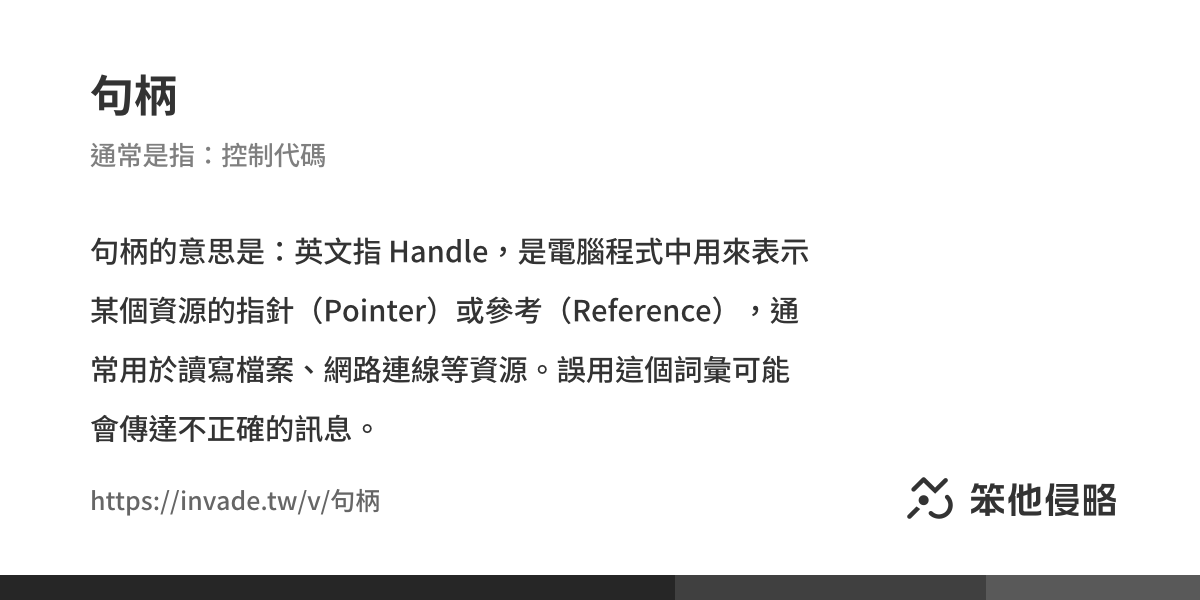 句柄
通常是指：控制代碼
句柄的意思是：英文指 Handle，是電腦程式中用來表示
某個資源的指針（Pointer）或參考（Reference），通
常用於讀寫檔案、網路連線等資源。誤用這個詞彙可能
會傳達不正確的訊息。
https://invade.tw/v/句柄
笨他侵略